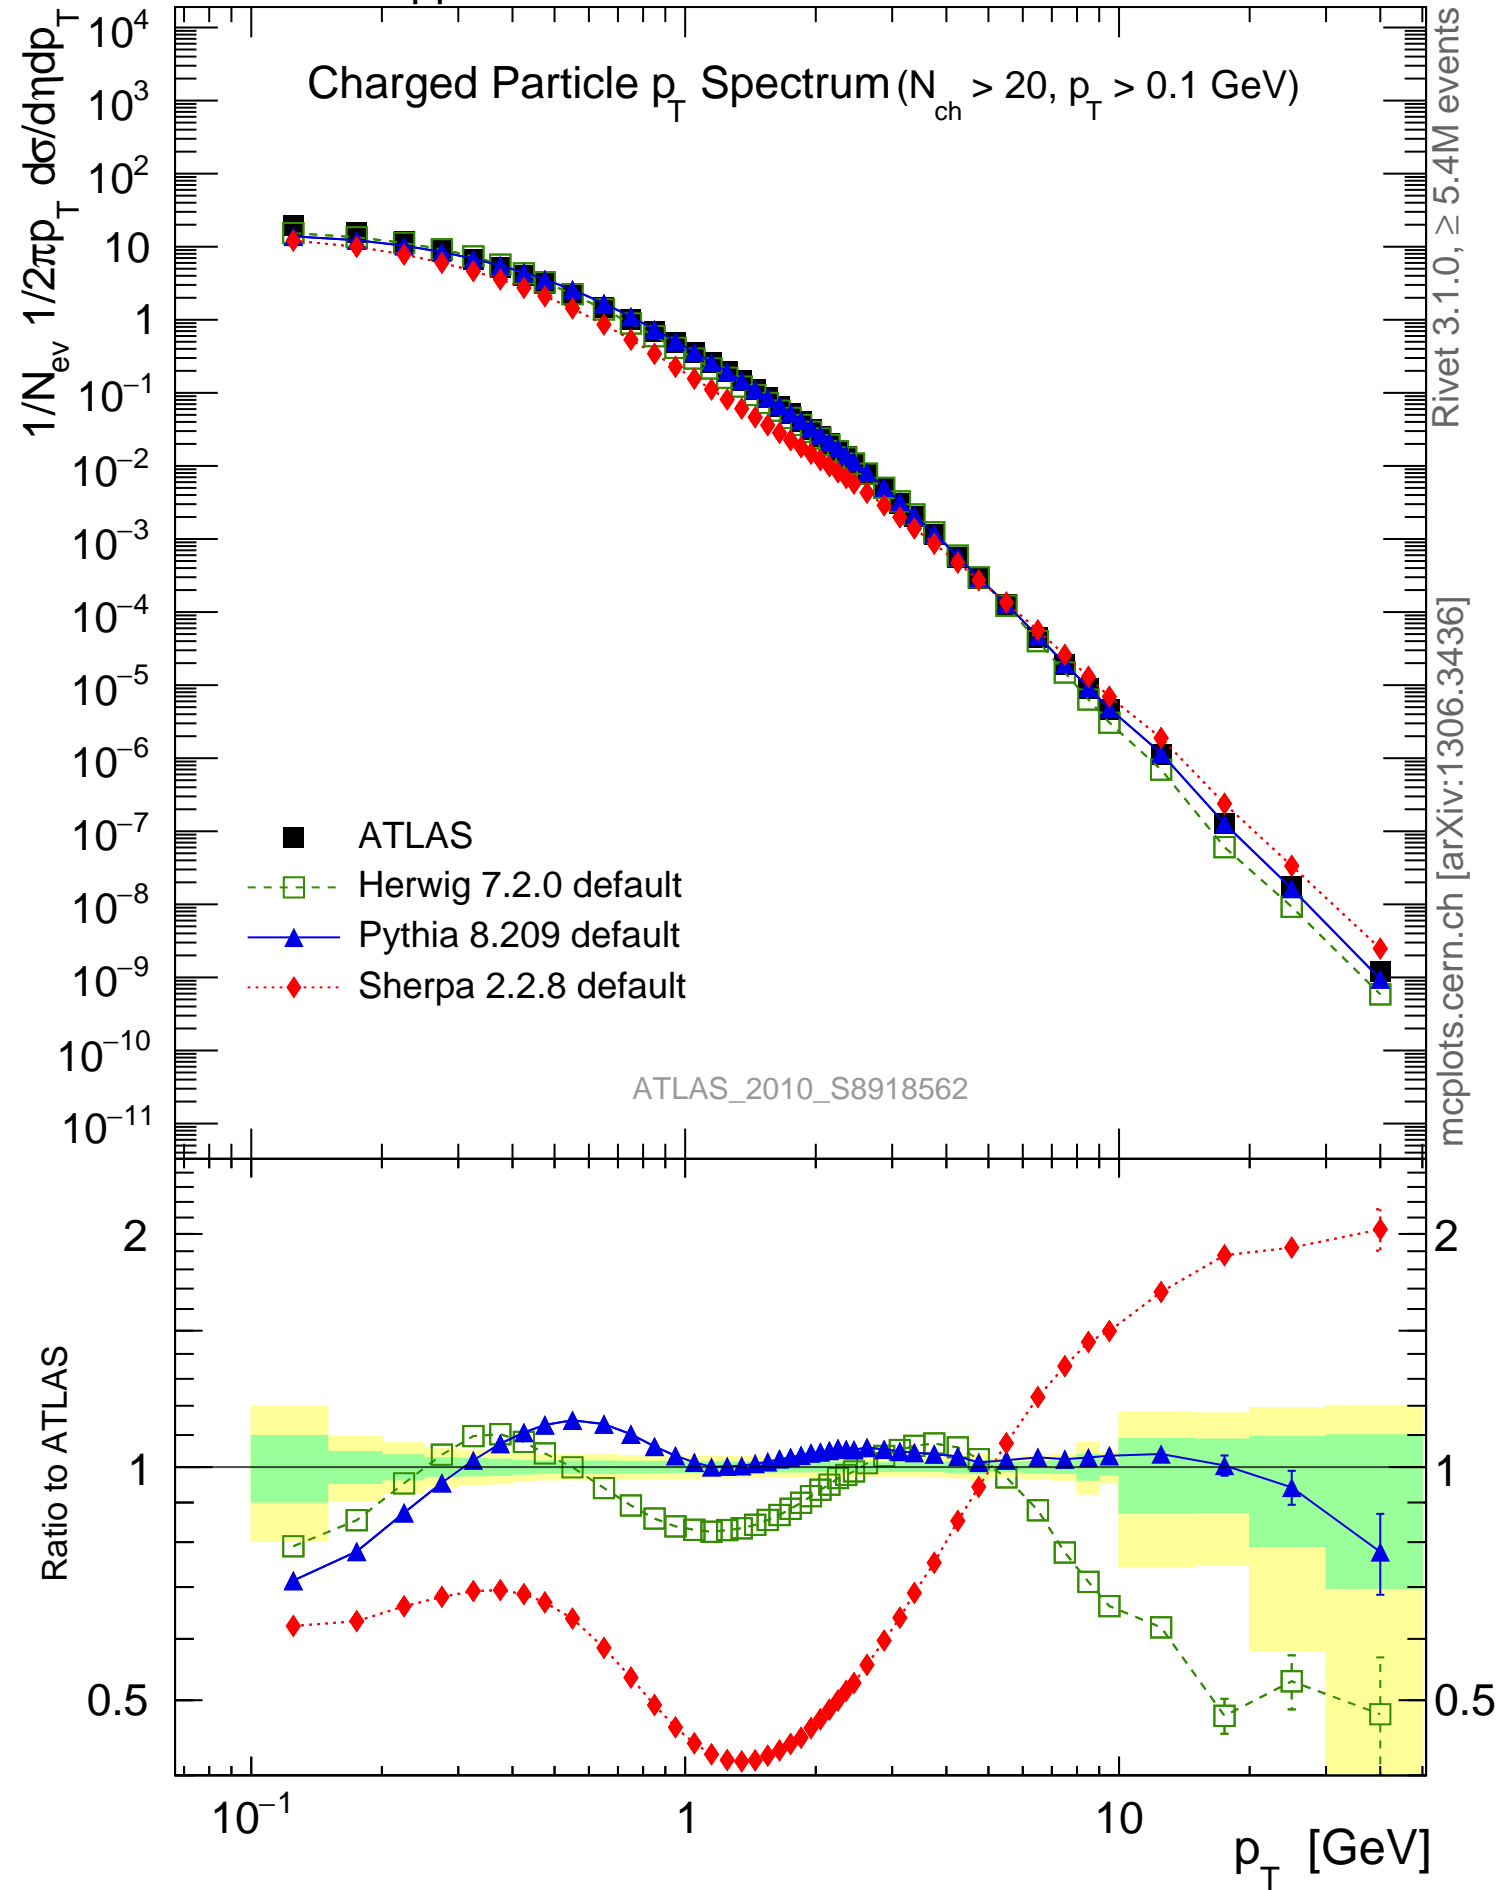 Charged Particle p_T Spectrum (N_ch > 20, p_T > 0.1 GeV)
1/N_ev 1/2πp_T dσ/dηdp_T
10^4
10^3
10^2
10
1
10^−1
10^−2
10^−3
10^−4
10^−5
10^−6
10^−7
10^−8
10^−9
10^−10
10^−11
ATLAS
Herwig 7.2.0 default
Pythia 8.209 default
Sherpa 2.2.8 default
ATLAS_2010_S8918562
Rivet 3.1.0, ≥ 5.4M events
mcplots.cern.ch [arXiv:1306.3436]
Ratio to ATLAS
2
1
0.5
2
1
0.5
10^−1
1
10
p_T [GeV]